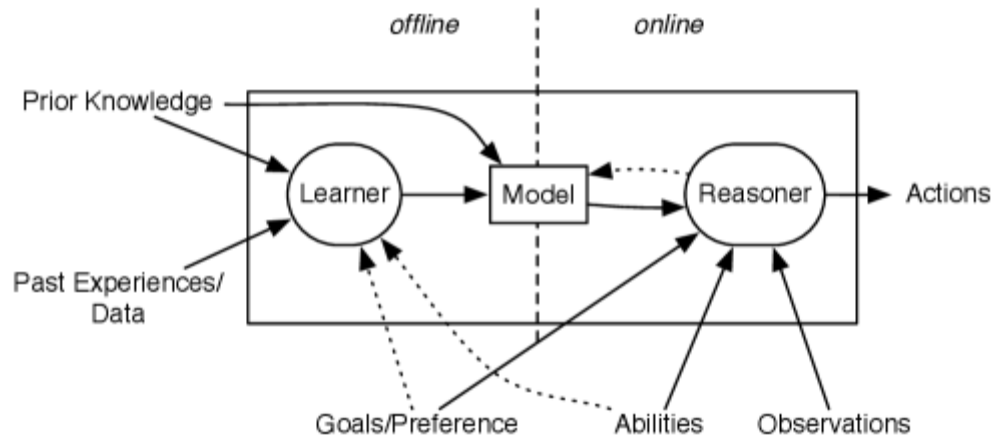 offline
online
Prior Knowledge
Learner
Model
Reasoner
Actions
Past Experiences/
Data
Goals/Preference
Abilities
Observations